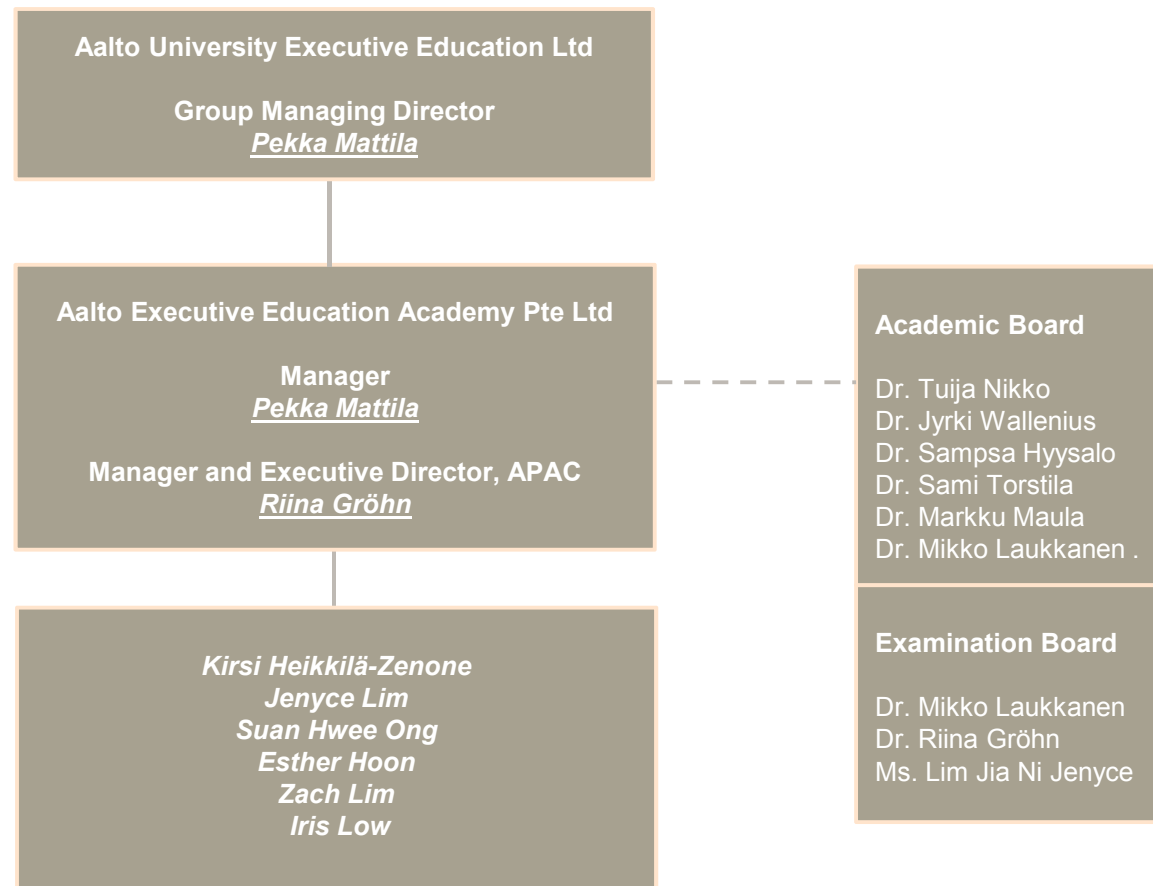 Aalto University Executive Education Ltd
Group Managing Director
Pekka Mattila
Aalto Executive Education Academy Pte Ltd
Manager
Pekka Mattila
Manager and Executive Director, APAC
Riina Gröhn
Kirsi Heikkilä-Zenone
Jenyce Lim
Suan Hwee Ong
Esther Hoon
Zach Lim
Iris Low
Academic Board
Dr. Tuija Nikko
Dr. Jyrki Wallenius
Dr. Sampsa Hyysalo
Dr. Sami Torstila
Dr. Markku Maula
Dr. Mikko Laukkanen .
Examination Board
Dr. Mikko Laukkanen
Dr. Riina Gröhn
Ms. Lim Jia Ni Jenyce